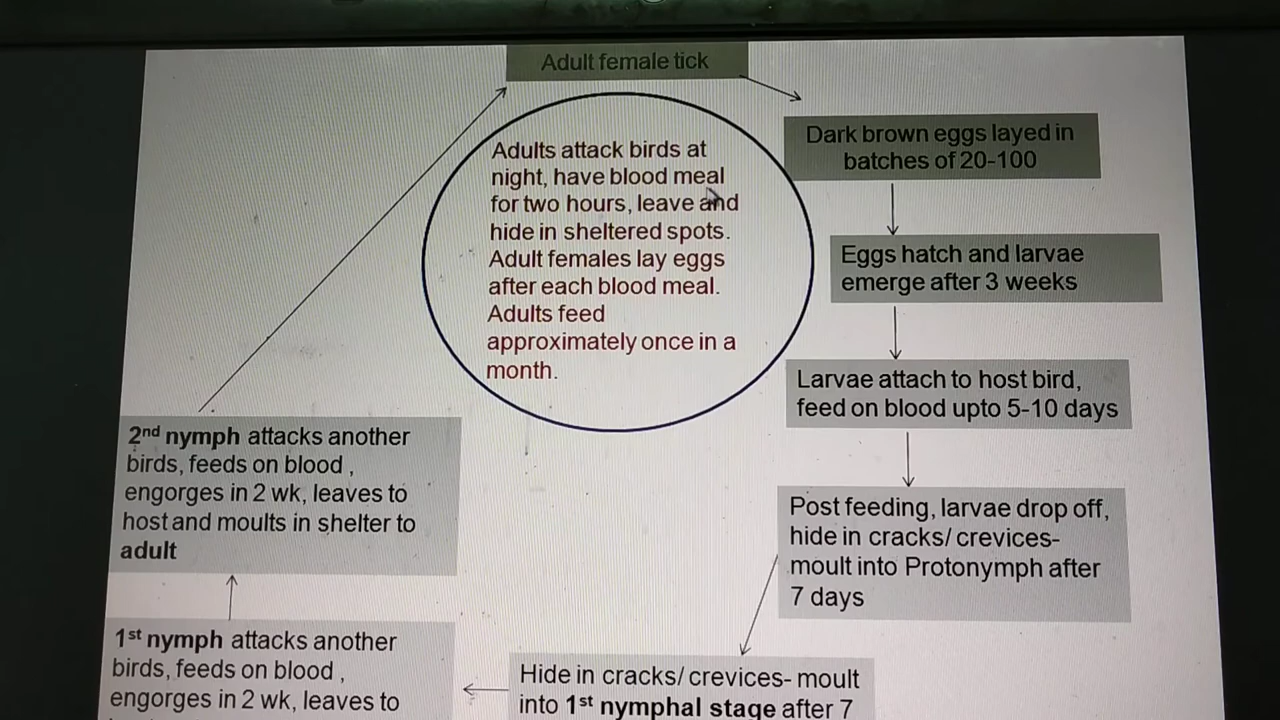 Adult female tick
Adults attack birds at
night, have blood meal
for two hours, leave and
hide in sheltered spots.
Adult females lay eggs
after each blood meal.
Adults feed
approximately once in a
month.
Dark brown eggs layed in
batches of 20-100
Eggs hatch and larvae
emerge after 3 weeks
Larvae attach to host bird,
feed on blood upto 5-10 days
Post feeding, larvae drop off,
hide in cracks/ crevices-
moult into Protonymph after
7 days
Hide in cracks/ crevices- moult
into 1st nymphal stage after 7
1st nymph attacks another
birds, feeds on blood ,
engorges in 2 wk, leaves to
2nd nymph attacks another
birds, feeds on blood ,
engorges in 2 wk, leaves to
host and moults in shelter to
adult